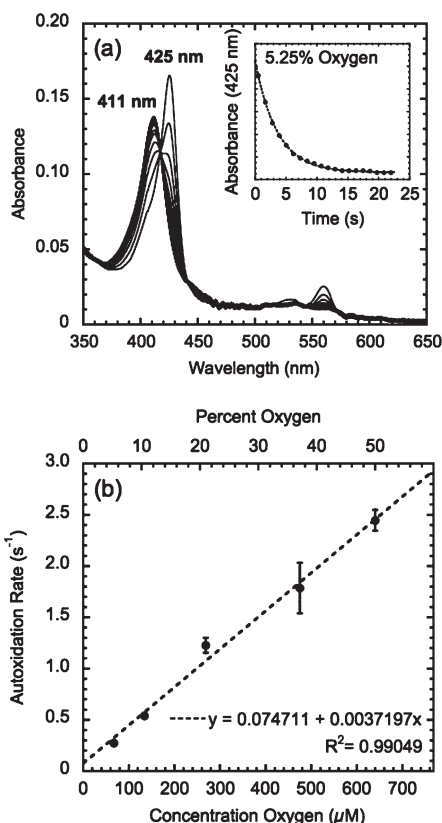 (a)
425 nm
411 nm
5.25% Oxygen
Absorbance (425 nm)
0 5 10 15 20 25
Time (s)
0.20
0.15
0.10
0.05
0
Absorbance
350 400 450 500 550 600 650
Wavelength (nm)
Percent Oxygen
0 10 20 30 40 50
(b)
3.0
2.5
2.0
1.5
1.0
0.5
0
Autoxidation Rate (s⁻¹)
y = 0.074711 + 0.0037197x
R²= 0.99049
0 100 200 300 400 500 600 700
Concentration Oxygen (µM)